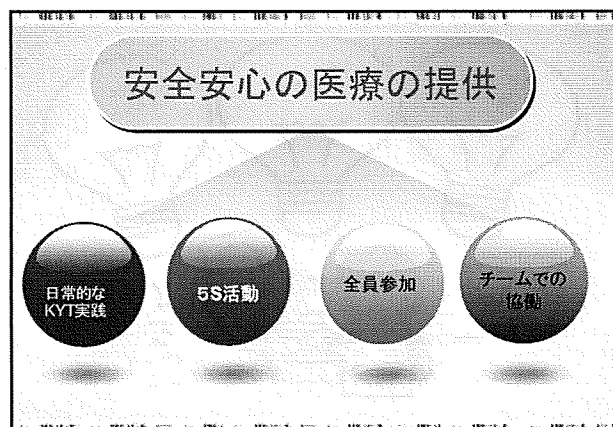 安全安心の医療の提供
日常的な
KYT実践
5S活動
全員参加
チームでの
協働